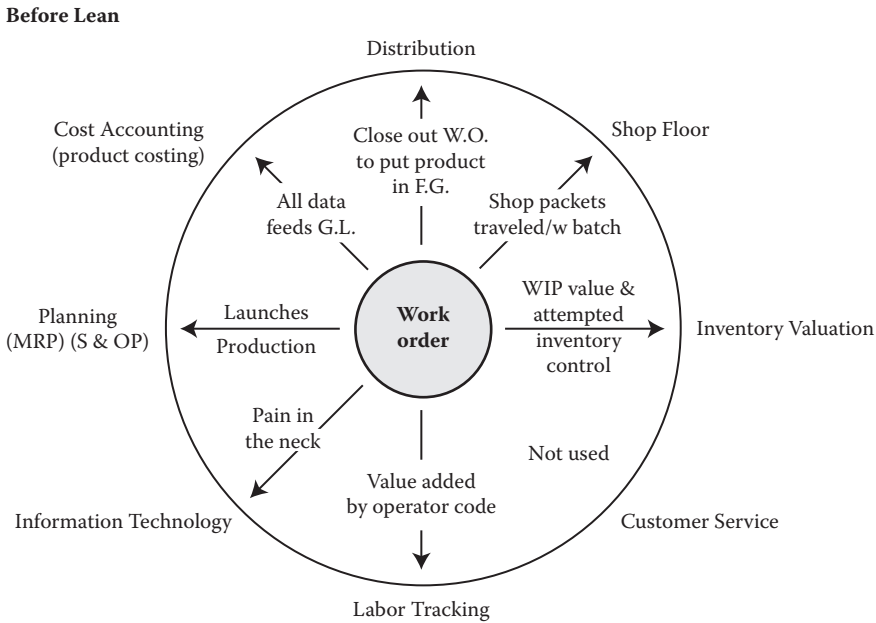 Before Lean
Distribution
Cost Accounting
(product costing)
Close out W.O.
to put product
in F.G.
Shop Floor
All data
feeds G.L.
Shop packets
traveled/w batch
Planning
(MRP) (S & OP)
Launches
Production
Work
order
WIP value &
attempted
inventory
control
Inventory Valuation
Pain in
the neck
Not used
Value added
by operator code
Information Technology
Customer Service
Labor Tracking